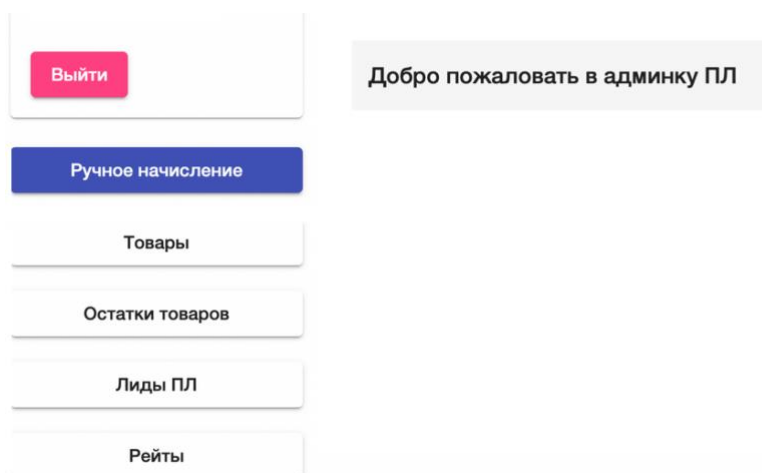 Выйти
Добро пожаловать в админку ПЛ
Ручное начисление
Товары
Остатки товаров
Лиды ПЛ
Рейты